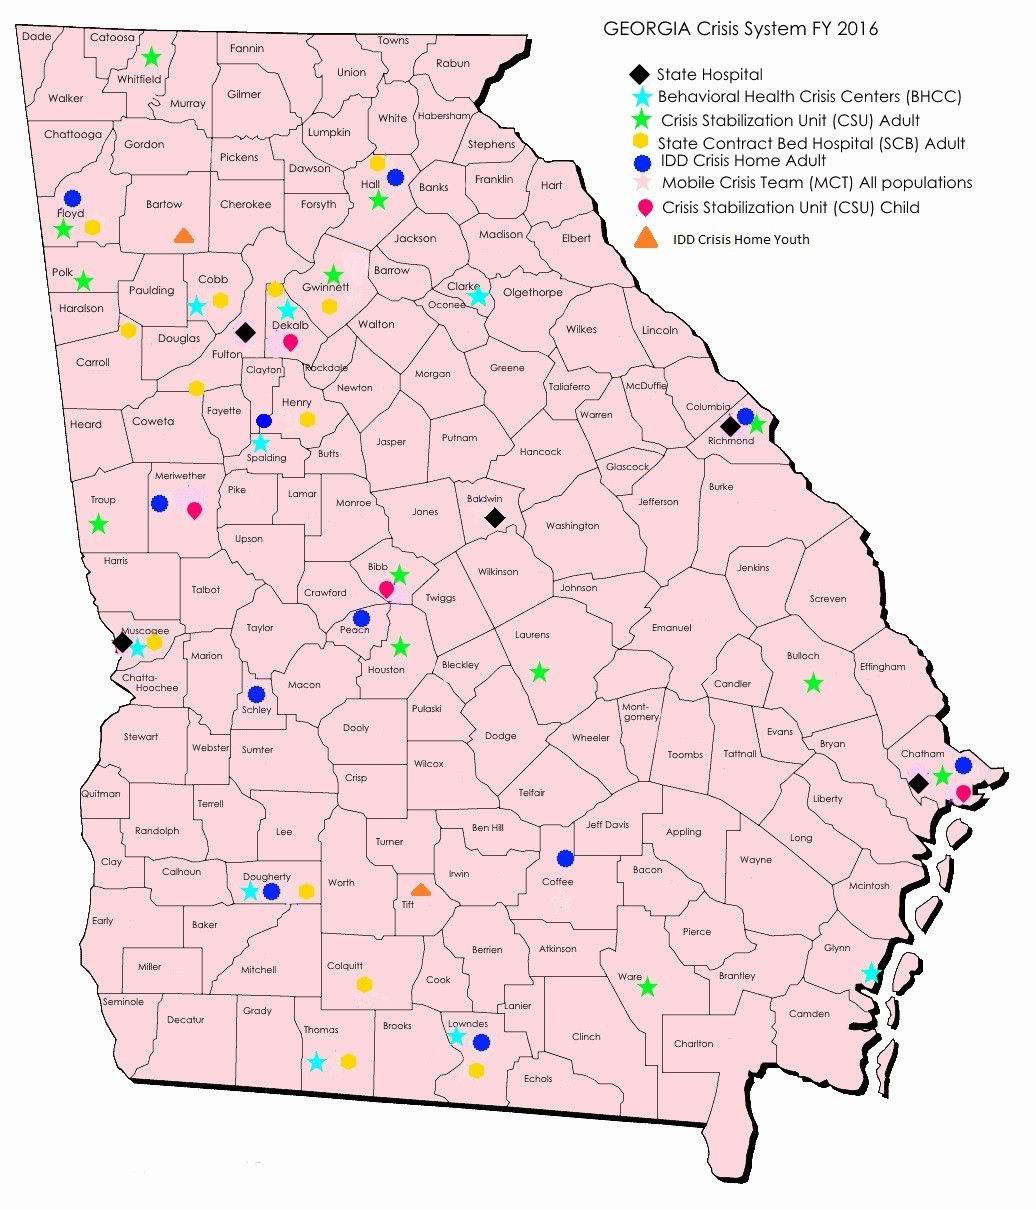 GEORGIA Crisis System FY 2016
State Hospital
Behavioral Health Crisis Centers (BHCC)
Crisis Stabilization Unit (CSU) Adult
State Contract Bed Hospital (SCB) Adult
IDD Crisis Home Adult
Mobile Crisis Team (MCT) All populations
Crisis Stabilization Unit (CSU) Child
IDD Crisis Home Youth
Dade
Catoosa
Fannin
Towns
Rabun
Union
Whitfield
Walker
Murray
Gilmer
White
Habersham
Chattooga
Gordon
Lumpkin
Stephens
Pickens
Dawson
Hall
Banks
Franklin
Hart
Floyd
Bartow
Cherokee
Forsyth
Jackson
Madison
Elbert
Polk
Cobb
Gwinnett
Barrow
Clarke
Olgethorpe
Paulding
Oconee
Haralson
Dekalb
Walton
Wilkes
Lincoln
Douglas
Fulton
Carroll
Clayton
Rockdale
Morgan
Greene
Newton
Taliaferro
McDuffie
Henry
Fayette
Columbia
Warren
Heard
Coweta
Jasper
Putnam
Richmond
Spalding
Butts
Hancock
Glascock
Meriwether
Pike
Lamar
Burke
Troup
Monroe
Baldwin
Jefferson
Jones
Washington
Upson
Harris
Bibb
Wilkinson
Jenkins
Talbot
Crawford
Twiggs
Johnson
Screven
Muscogee
Taylor
Peach
Laurens
Emanuel
Marion
Houston
Bleckley
Bulloch
Effingham
Chatta-
Hoochee
Macon
Candler
Schley
Pulaski
Mont-
gomery
Stewart
Webster
Sumter
Dooly
Dodge
Wheeler
Evans
Bryan
Toombs
Tattnall
Chatham
Wilcox
Crisp
Quitman
Terrell
Telfair
Liberty
Randolph
Lee
Ben Hill
Jeff Davis
Appling
Long
Turner
Clay
Calhoun
Dougherty
Worth
Irwin
Coffee
Bacon
Wayne
Mcintosh
Tift
Early
Baker
Pierce
Berrien
Atkinson
Glynn
Miller
Mitchell
Colquitt
Cook
Ware
Brantley
Seminole
Lanier
Decatur
Grady
Thomas
Brooks
Lowndes
Camden
Clinch
Charlton
Echols